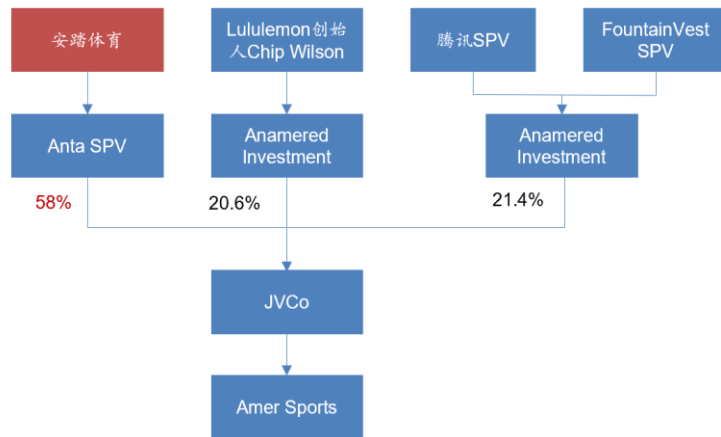 安踏体育
Lululemon创始
人Chip Wilson
腾讯SPV
FountainVest
SPV
Anta SPV
Anamered
Investment
Anamered
Investment
58%
20.6%
21.4%
JVCo
Amer Sports